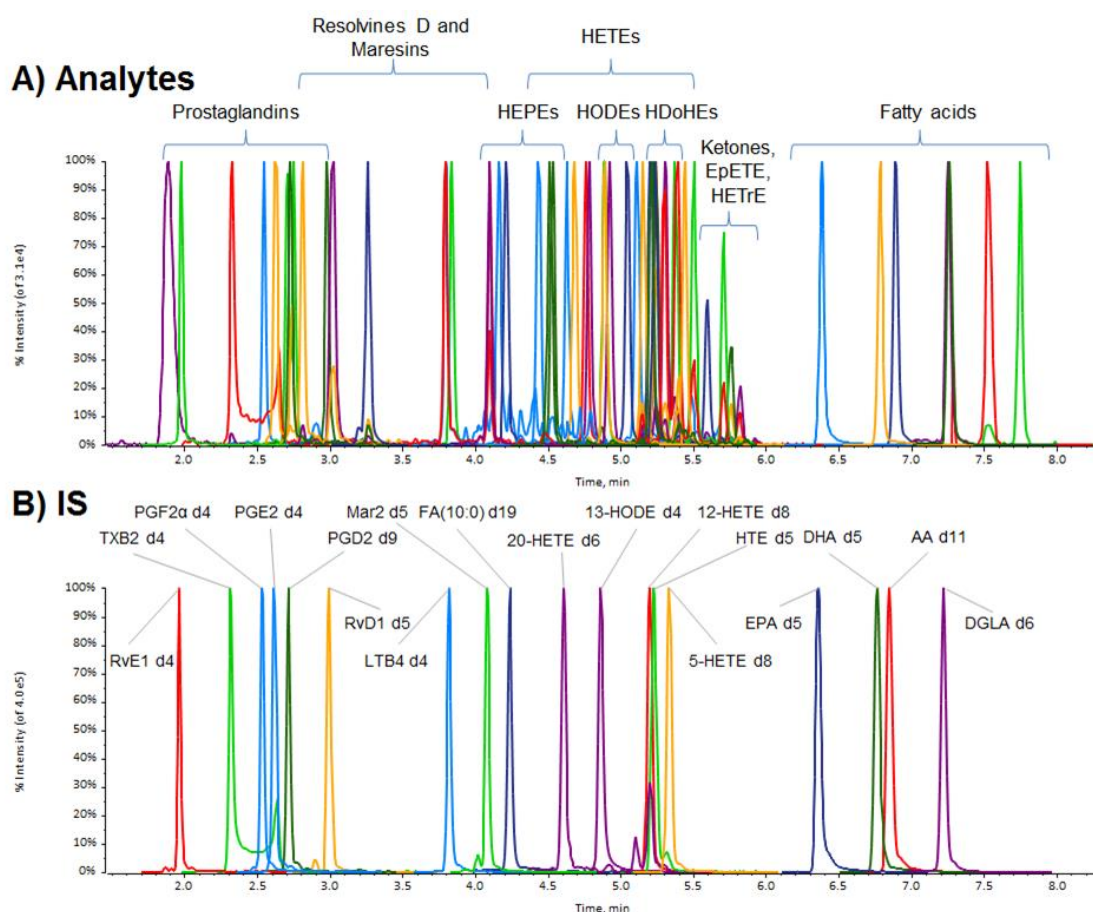 Resolvines D and
Maresins
HETEs
A) Analytes
Prostaglandins
HEPEs
HODEs
HDoHEs
Fatty acids
Ketones,
EpETE,
HETrE
% Intensity (of 3.1e4)
100%
90%
80%
70%
60%
50%
40%
30%
20%
10%
0%
2.0 2.5 3.0 3.5 4.0 4.5 5.0 5.5 6.0 6.5 7.0 7.5 8.0
Time, min
B) IS
PGF2α d4
PGE2 d4
Mar2 d5
FA(10:0) d19
13-HODE d4
12-HETE d8
TXB2 d4
PGD2 d9
20-HETE d6
HTE d5
DHA d5
AA d11
RvE1 d4
RvD1 d5
LTB4 d4
5-HETE d8
EPA d5
DGLA d6
% Intensity (of 4.0e5)
100%
90%
80%
70%
60%
50%
40%
30%
20%
10%
0%
2.0 2.5 3.0 3.5 4.0 4.5 5.0 5.5 6.0 6.5 7.0 7.5 8.0
Time, min